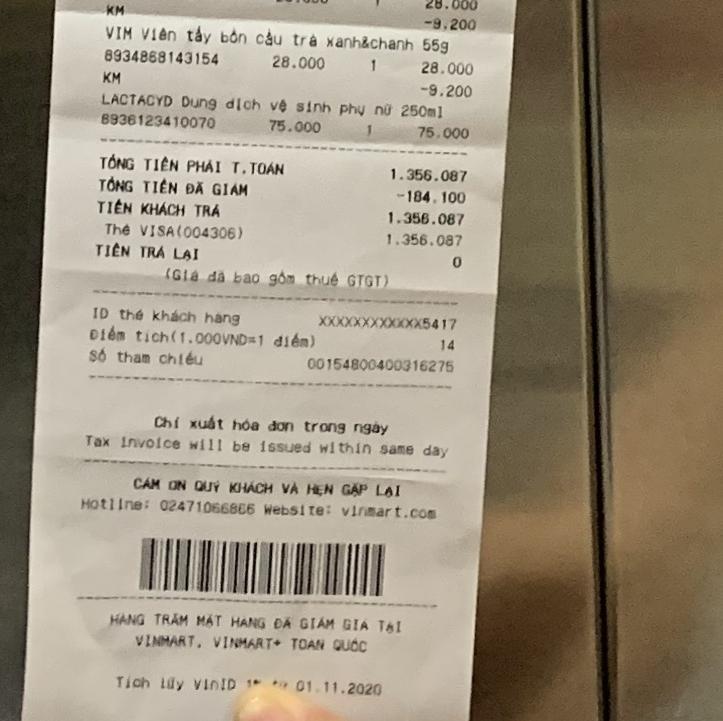 28.000 1 28.000
KM -9.200
VIM Viên tẩy bồn cầu trà xanh&chanh 55g
8934868143154 28.000 1 28.000
KM -9.200
LACTACYD Dung dịch vệ sinh phụ nữ 250ml
8936123410070 75.000 1 75.000
TỔNG TIỀN PHẢI T.TOÁN 1.356.087
TỔNG TIỀN ĐÃ GIẢM -184.100
TIỀN KHÁCH TRẢ 1.356.087
Thẻ VISA(004306) 1.356.087
TIỀN TRẢ LẠI 0
(Giá đã bao gồm thuế GTGT)
ID thẻ khách hàng XXXXXXXXXXXX5417
Điểm tích(1.000VND=1 điểm) 14
Số tham chiếu 00154800400316275
Chỉ xuất hóa đơn trong ngày
Tax invoice will be issued within same day
CẢM ƠN QUÝ KHÁCH VÀ HẸN GẶP LẠI
Hotline: 02471066866 Website: vinmart.com
HÀNG TRĂM MẶT HÀNG ĐÃ GIẢM GIÁ TẠI
VINMART, VINMART+ TOÀN QUỐC
Tích lũy VinID từ 01.11.2020